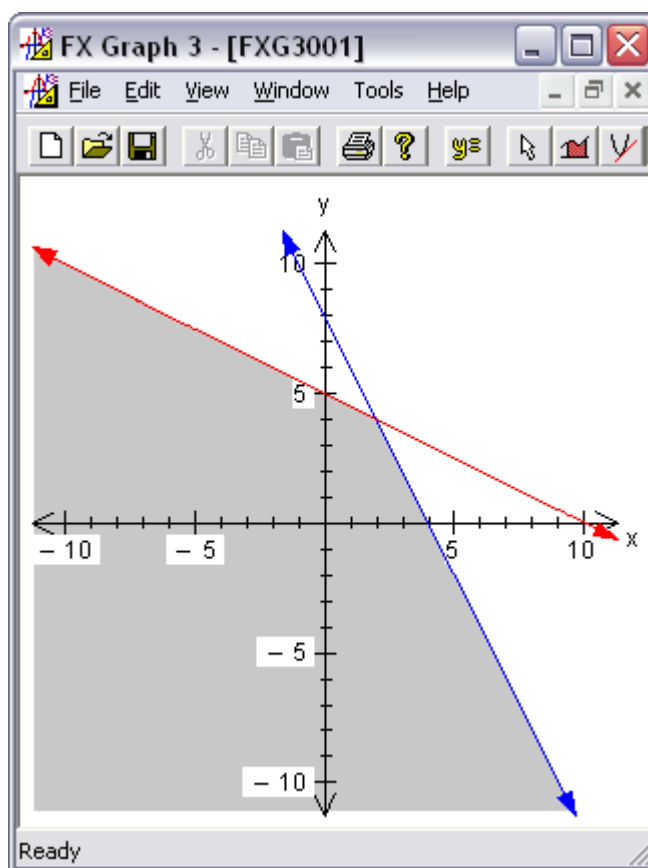 FX Graph 3 - [FXG3001]
File Edit View Window Tools Help
y=
y
10
5
– 10 – 5 5 10 x
– 5
– 10
Ready